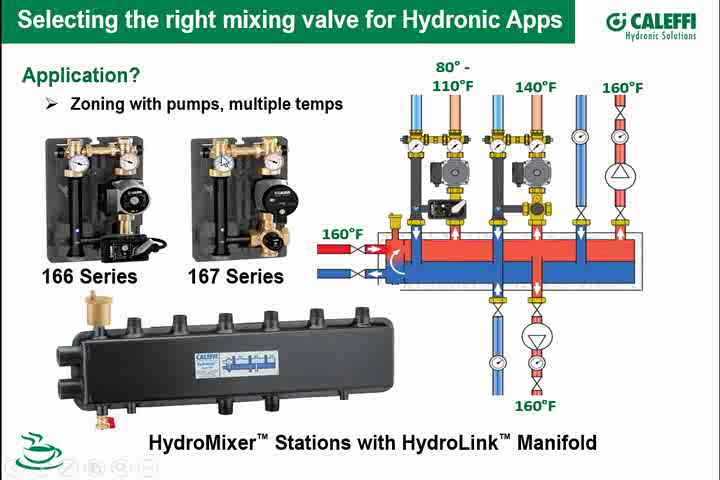 Selecting the right mixing valve for Hydronic Apps
CALEFFI
Hydronic Solutions
Application?
Zoning with pumps, multiple temps
80° -
110°F
140°F
160°F
160°F
166 Series
167 Series
CALEFFI
160°F
HydroMixer™ Stations with HydroLink™ Manifold